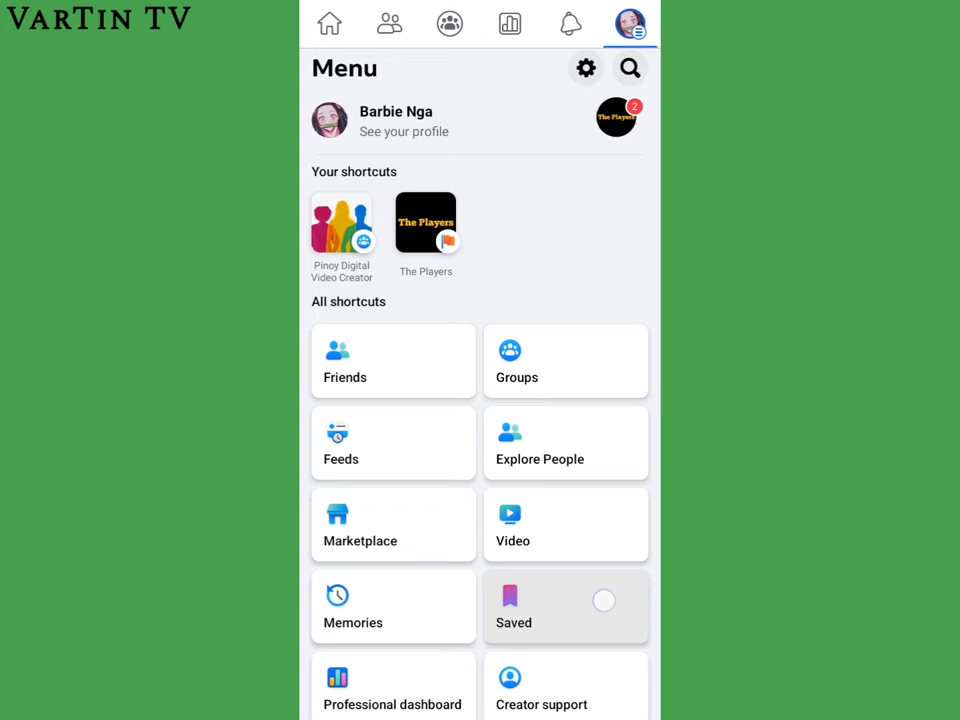 VARTIN TV
Menu
Barbie Nga
See your profile
The Players
2
Your shortcuts
The Players
Pinoy Digital
Video Creator
The Players
All shortcuts
Friends
Groups
Feeds
Explore People
Marketplace
Video
Memories
Saved
Professional dashboard
Creator support